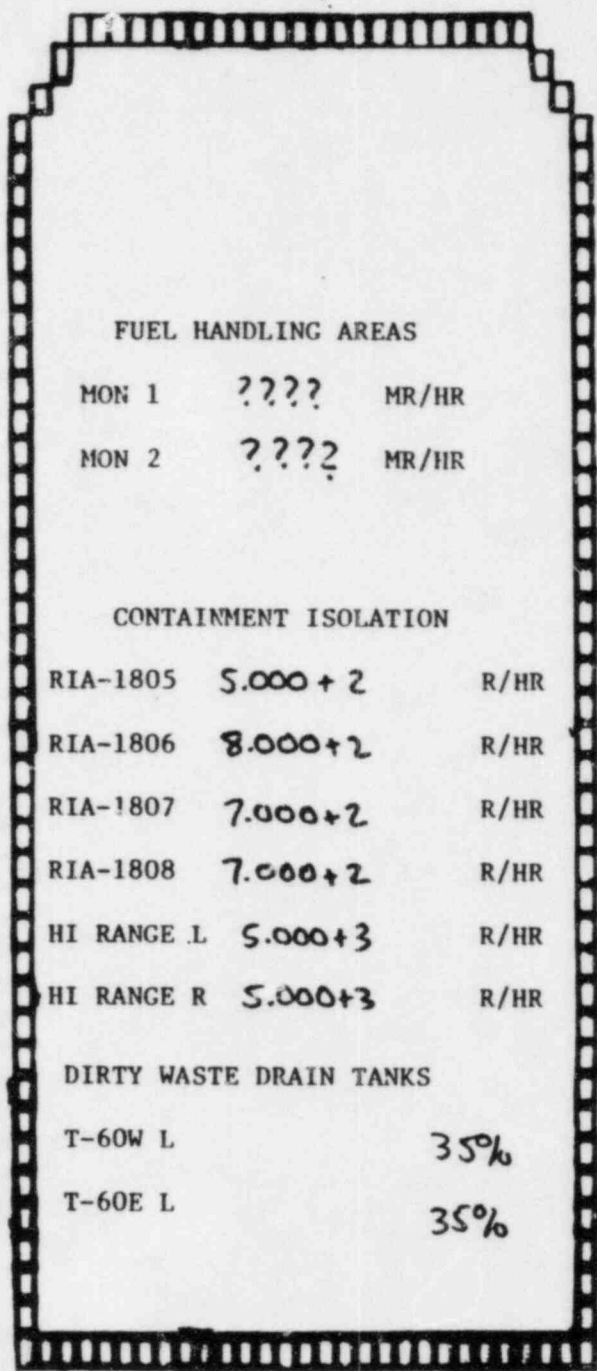 FUEL HANDLING AREAS
MON 1 ???? MR/HR
MON 2 ???? MR/HR
CONTAINMENT ISOLATION
RIA-1805 5.000+2 R/HR
RIA-1806 8.000+2 R/HR
RIA-1807 7.000+2 R/HR
RIA-1808 7.000+2 R/HR
HI RANGE L 5.000+3 R/HR
HI RANGE R 5.000+3 R/HR
DIRTY WASTE DRAIN TANKS
T-60W L 35%
T-60E L 35%